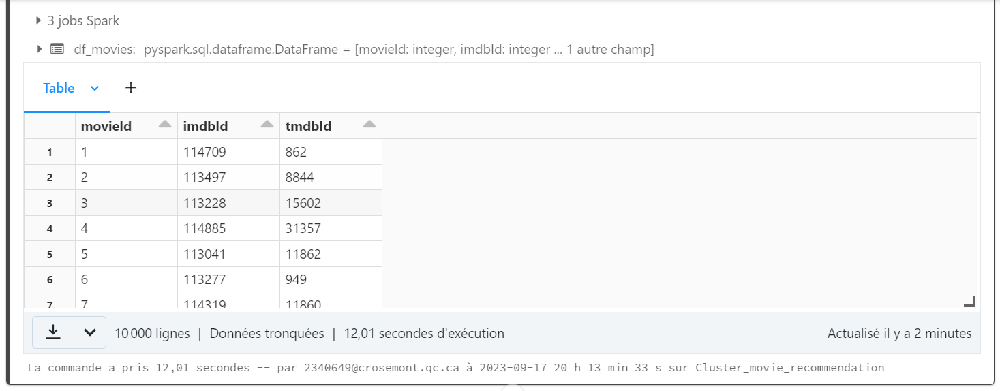 3 jobs Spark
df_movies: pyspark.sql.dataframe.DataFrame = [movieId: integer, imdbId: integer ... 1 autre champ]
Table
movieId imdbId tmdbId
1 1 114709 862
2 2 113497 8844
3 3 113228 15602
4 4 114885 31357
5 5 113041 11862
6 6 113277 949
7 7 114319 11860
10 000 lignes | Données tronquées | 12,01 secondes d'exécution Actualisé il y a 2 minutes
La commande a pris 12,01 secondes -- par 2340649@crosemont.qc.ca à 2023-09-17 20 h 13 min 33 s sur Cluster_movie_recommendation